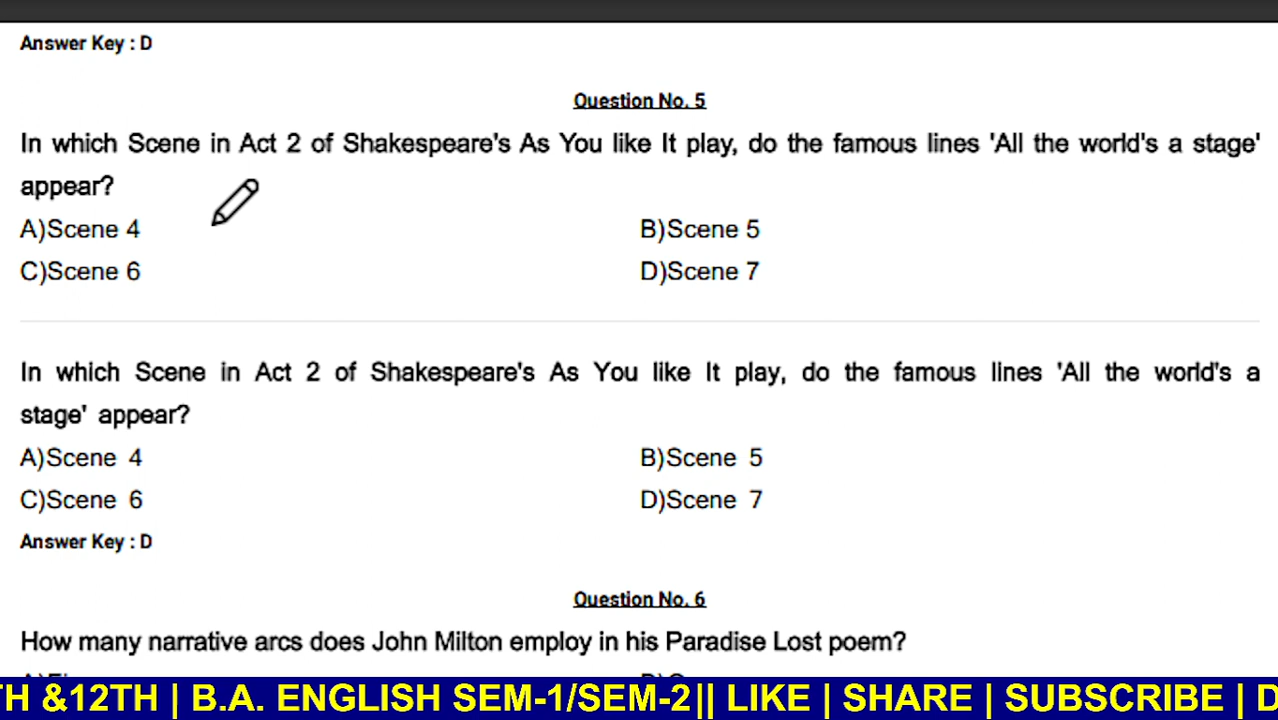 Answer Key : D
Question No. 5
In which Scene in Act 2 of Shakespeare's As You like It play, do the famous lines 'All the world's a stage'
appear?
A)Scene 4
B)Scene 5
C)Scene 6
D)Scene 7
In which Scene in Act 2 of Shakespeare's As You like It play, do the famous lines 'All the world's a
stage' appear?
A)Scene 4
B)Scene 5
C)Scene 6
D)Scene 7
Answer Key : D
Question No. 6
How many narrative arcs does John Milton employ in his Paradise Lost poem?
TH &12TH | B.A. ENGLISH SEM-1/SEM-2|| LIKE | SHARE | SUBSCRIBE | D